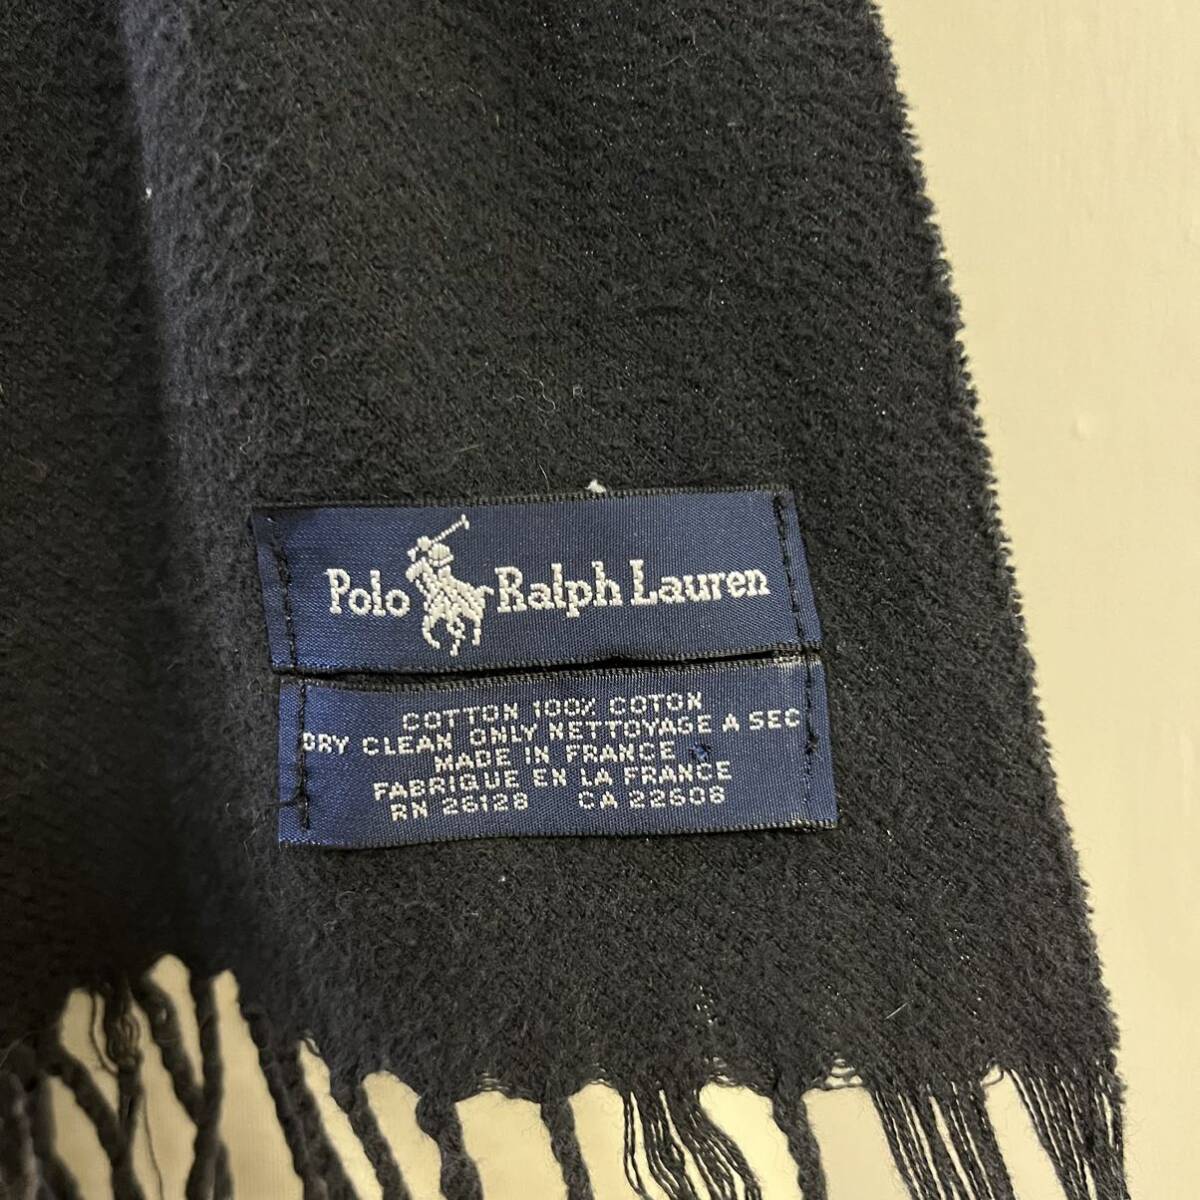 Polo Ralph Lauren
COTTON 100% COTON
DRY CLEAN ONLY NETTOYAGE A SEC
MADE IN FRANCE
FABRIQUE EN LA FRANCE
RN 26128 CA 22608